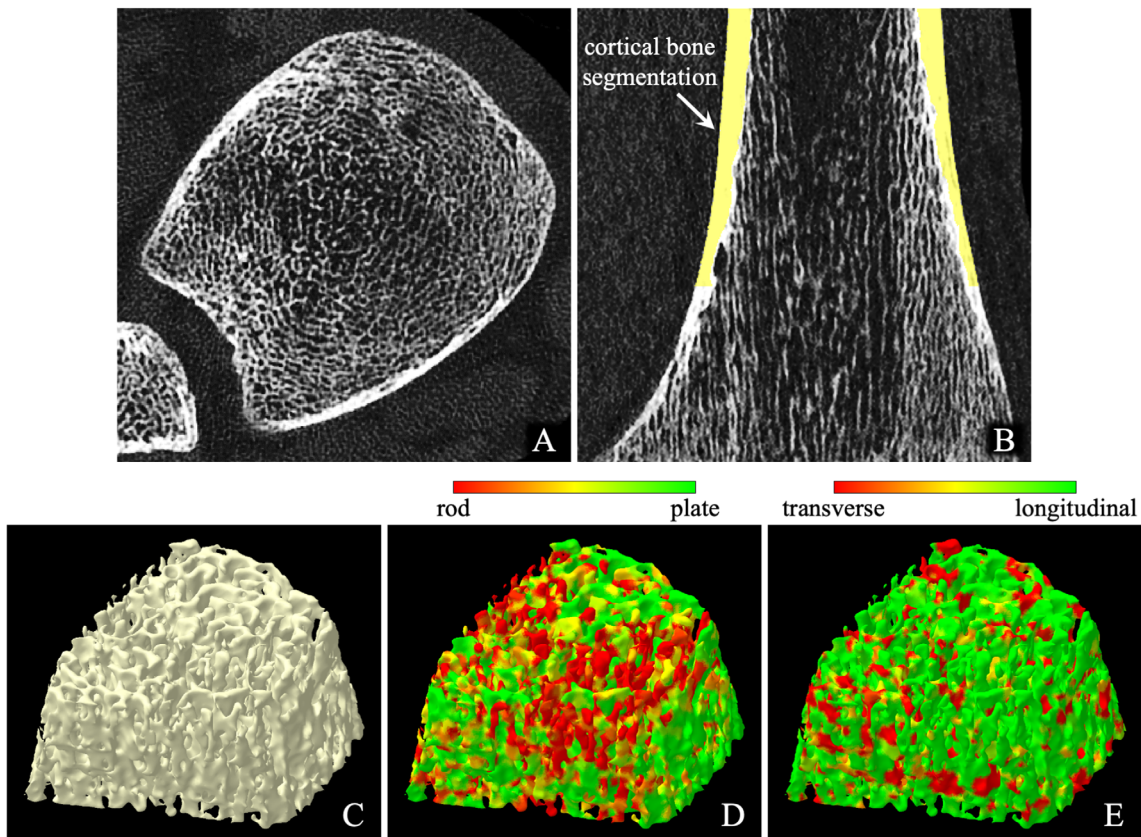 cortical bone
segmentation
A
B
rod plate
transverse longitudinal
C
D
E